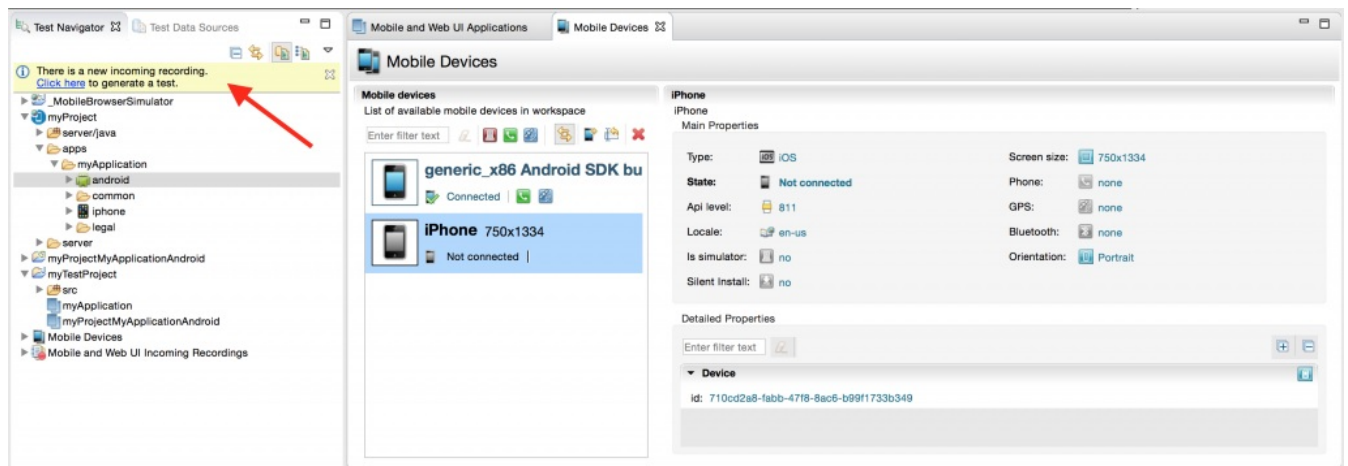 Test Navigator
Test Data Sources
There is a new incoming recording.
Click here to generate a test.
_MobileBrowserSimulator
myProject
server/java
apps
myApplication
android
common
iphone
legal
server
myProjectMyApplicationAndroid
myTestProject
src
myApplication
myProjectMyApplicationAndroid
Mobile Devices
Mobile and Web UI Incoming Recordings
Mobile and Web UI Applications
Mobile Devices
Mobile Devices
Mobile devices
List of available mobile devices in workspace
Enter filter text
generic_x86 Android SDK bu
Connected
iPhone 750x1334
Not connected
iPhone
iPhone
Main Properties
Type: iOS
Screen size: 750x1334
State: Not connected
Phone: none
Api level: 811
GPS: none
Locale: en-us
Bluetooth: none
Is simulator: no
Orientation: Portrait
Silent Install: no
Detailed Properties
Enter filter text
Device
id: 710cd2a8-fabb-47f8-8ac6-b99f1733b349